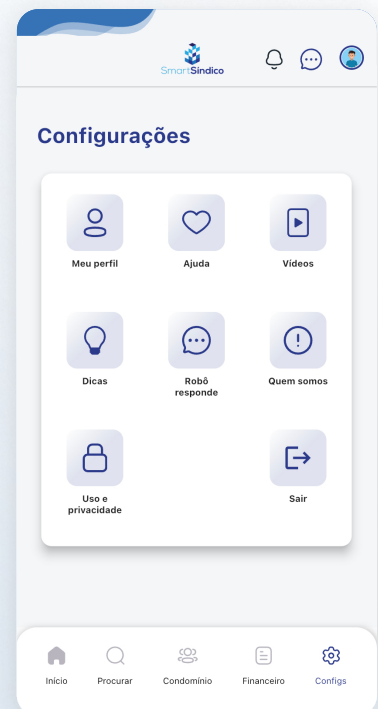 SmartSíndico
Configurações
Meu perfil
Ajuda
Vídeos
Dicas
Robô
responde
Quem somos
Uso e
privacidade
Sair
Início
Procurar
Condomínio
Financeiro
Configs